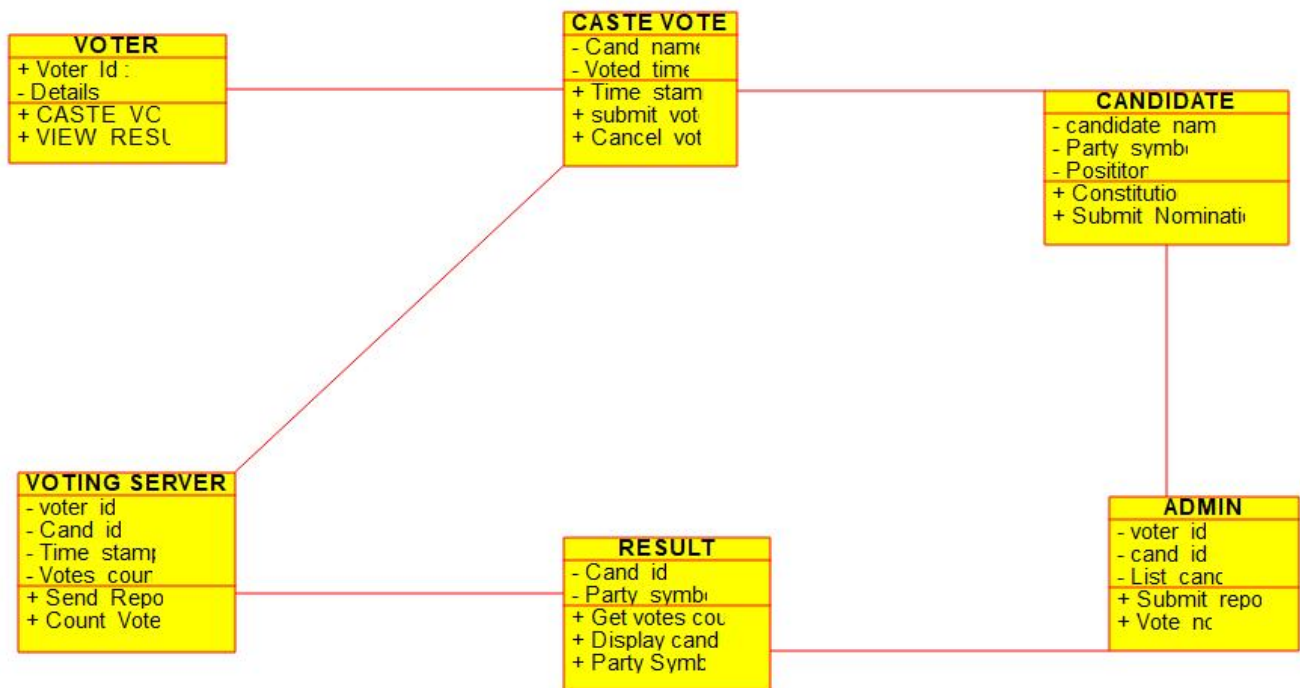 VOTER
+ Voter Id :
- Details
+ CASTE VC
+ VIEW RESU
CASTE VOTE
- Cand name
- Voted time
+ Time stam
+ submit vot
+ Cancel vot
CANDIDATE
- candidate nam
- Party symb
- Posititor
+ Constitutio
+ Submit Nominati
VOTING SERVER
- voter id
- Cand id
- Time stamp
- Votes cour
+ Send Repo
+ Count Vote
RESULT
- Cand id
- Party symb
+ Get votes cou
+ Display cand
+ Party Symb
ADMIN
- voter id
- cand id
- List canc
+ Submit repo
+ Vote no